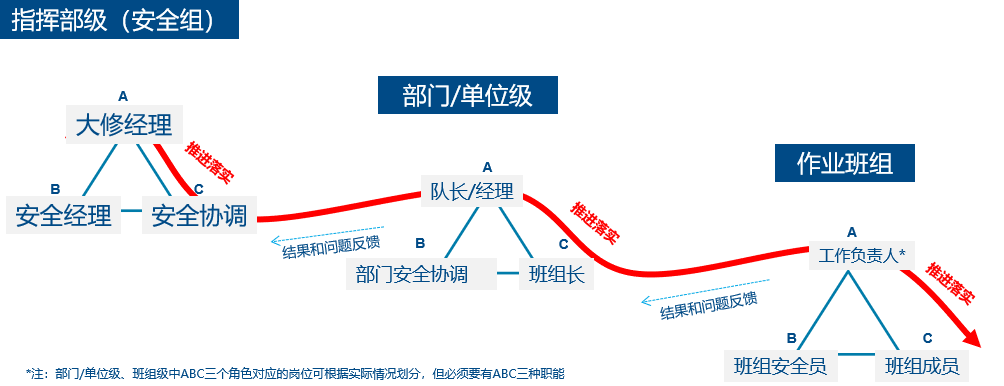 指挥部级（安全组）
A
大修经理
推进落实
B
C
安全经理
安全协调
部门/单位级
A
队长/经理
推进落实
结果和问题反馈
B
C
部门安全协调
班组长
作业班组
A
工作负责人*
推进落实
结果和问题反馈
B
C
班组安全员
班组成员
*注：部门/单位级、班组级中ABC三个角色对应的岗位可根据实际情况划分，但必须要有ABC三种职能